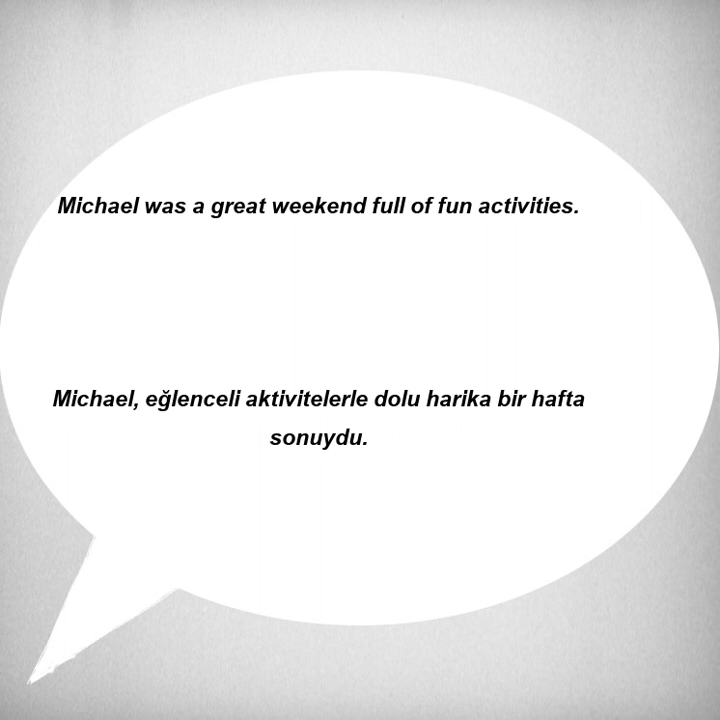 Michael was a great weekend full of fun activities.
Michael, eğlenceli aktivitelerle dolu harika bir hafta
sonuydu.